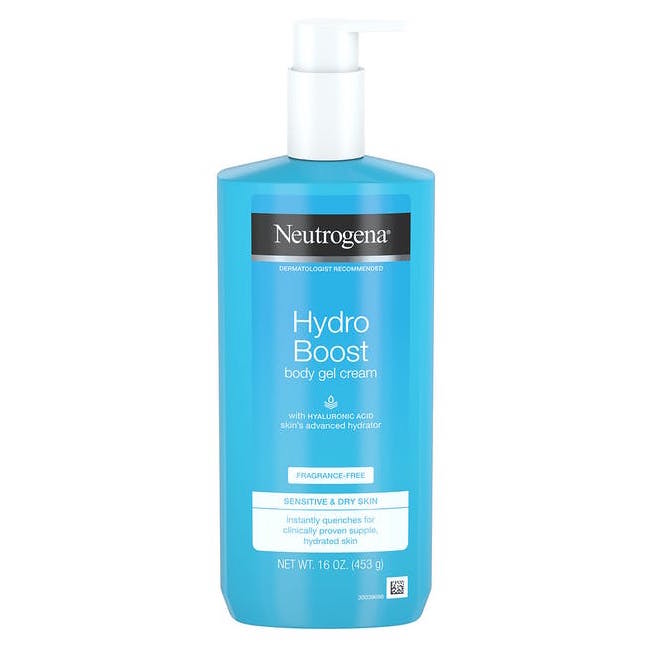 Neutrogena®
DERMATOLOGIST RECOMMENDED
Hydro
Boost
body gel cream
with HYALURONIC ACID
skin's advanced hydrator
FRAGRANCE-FREE
SENSITIVE & DRY SKIN
instantly quenches for
clinically proven supple,
hydrated skin
NET WT. 16 OZ. (453 g)